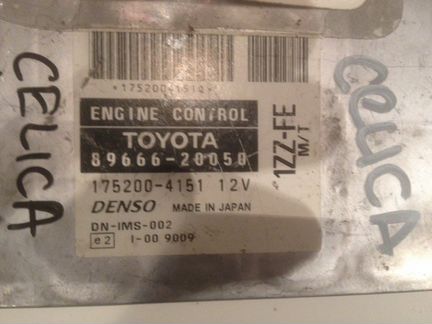 *175200-4151*
ENGINE CONTROL
TOYOTA
89666-20050
175200-4151 12V
DENSO MADE IN JAPAN
DN-IMS-002
e2 I-00 9009
1ZZ-FE
M/T
CELICA
CELICA